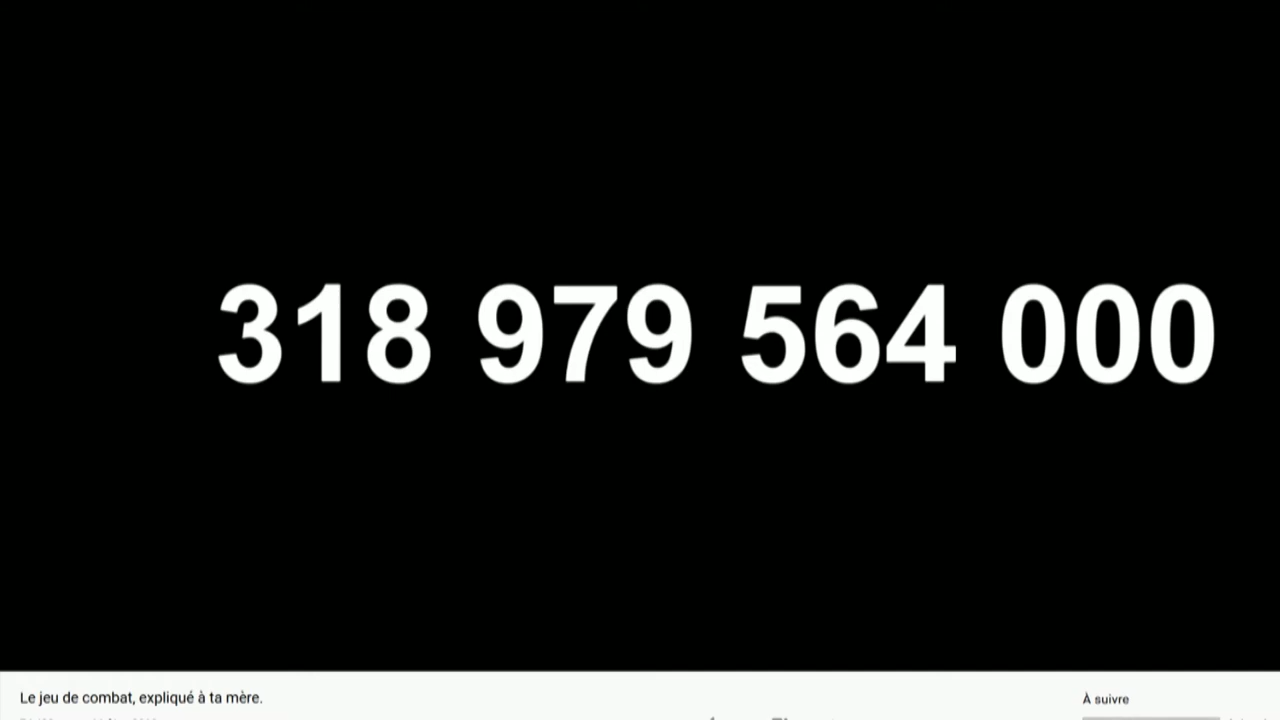 318 979 564 000
Le jeu de combat, expliqué à ta mère.
À suivre